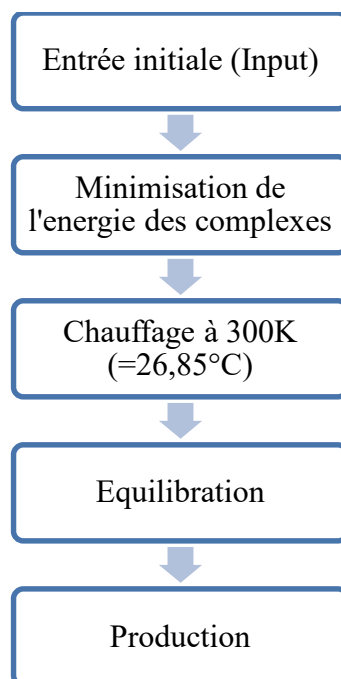 Entrée initiale (Input)
Minimisation de
l'energie des complexes
Chauffage à 300K
(=26,85°C)
Equilibration
Production